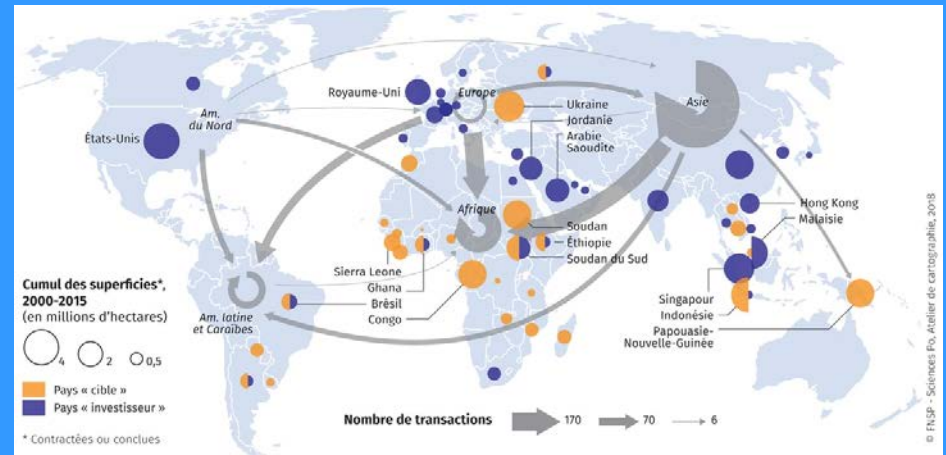 Royaume-Uni
Europe
Asie
Am.
du Nord
États-Unis
Ukraine
Jordanie
Arabie
Saoudite
Afrique
Hong Kong
Malaisie
Soudan
Éthiopie
Soudan du Sud
Sierra Leone
Ghana
Brésil
Congo
Am. latine
et Caraïbes
Singapour
Indonésie
Papouasie-
Nouvelle-Guinée
Cumul des superficies*,
2000-2015
(en millions d'hectares)
4 2 0,5
Pays « cible »
Pays « investisseur »
* Contractées ou conclues
Nombre de transactions 170 70 6
© FNSP - Sciences Po, Atelier de cartographie, 2018